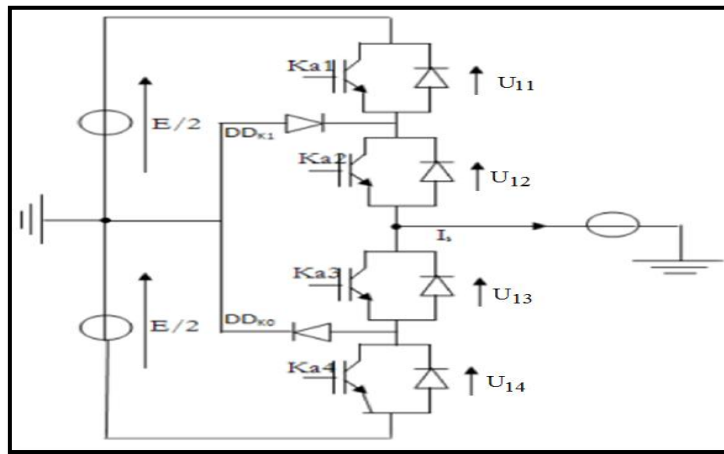 Ka1
U11
E/2
DDK1
Ka2
U12
Is
Ka3
U13
E/2
DDK0
Ka4
U14